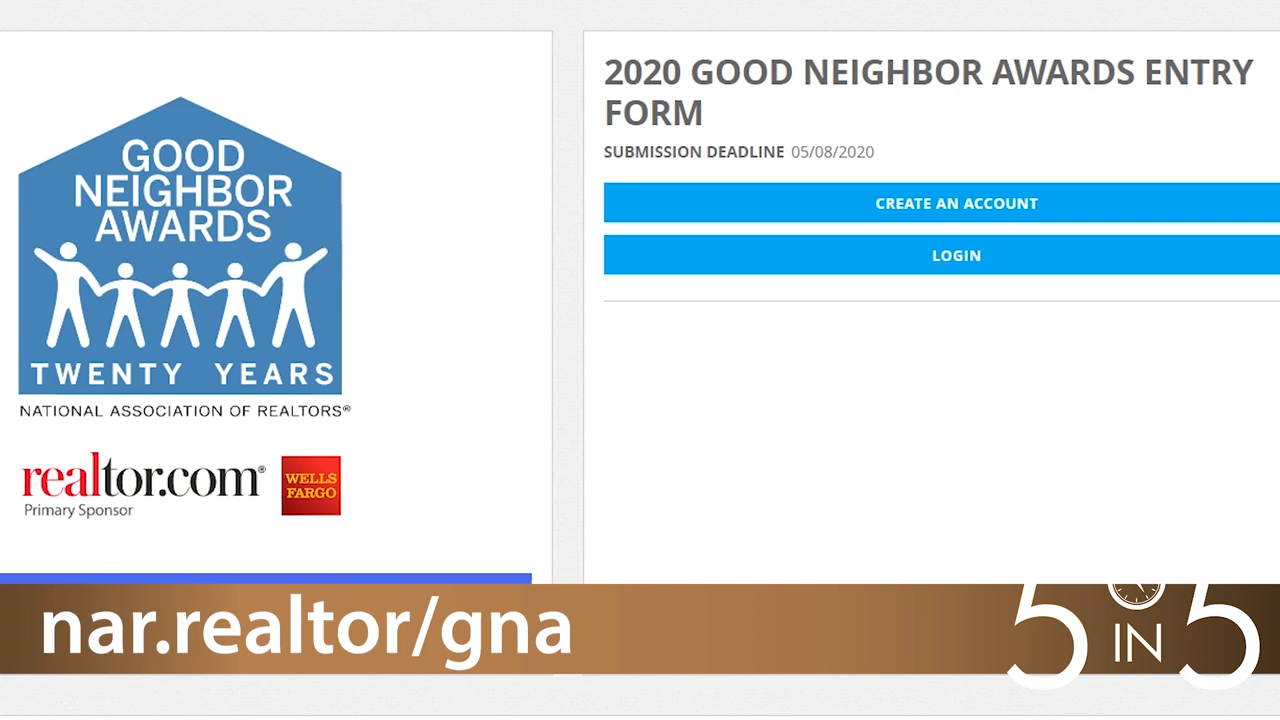 GOOD
NEIGHBOR
AWARDS
TWENTY YEARS
NATIONAL ASSOCIATION OF REALTORS®
realtor.com®
Primary Sponsor
WELLS
FARGO
2020 GOOD NEIGHBOR AWARDS ENTRY
FORM
SUBMISSION DEADLINE 05/08/2020
CREATE AN ACCOUNT
LOGIN
nar.realtor/gna
5 IN 5